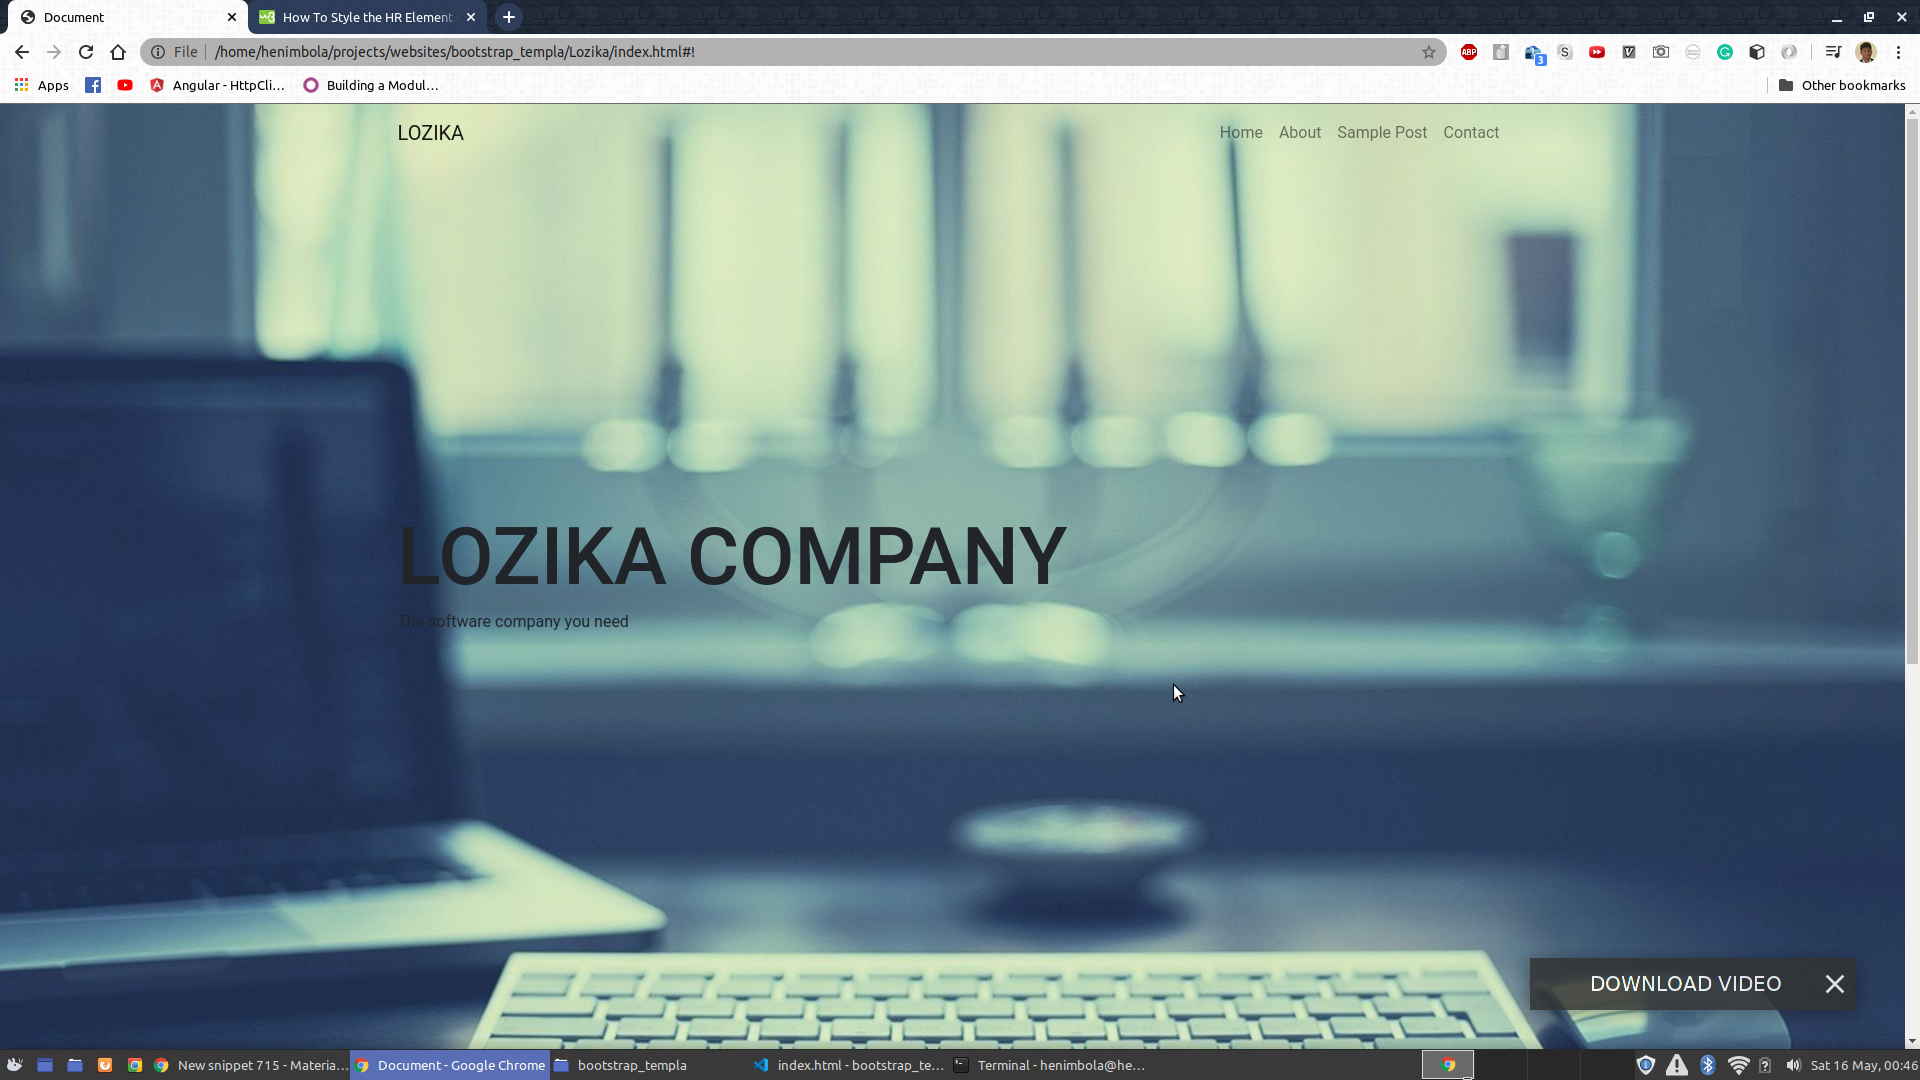 Document
How To Style the HR Element
File
/home/henimbola/projects/websites/bootstrap_templa/Lozika/index.html#!
ABP
3
S
Apps
Angular - HttpCli...
Building a Modul...
Other bookmarks
LOZIKA
Home
About
Sample Post
Contact
LOZIKA COMPANY
The software company you need
DOWNLOAD VIDEO
New snippet 715 - Materia...
Document - Google Chrome
bootstrap_templa
index.html - bootstrap_te...
Terminal - henimbola@he...
Sat 16 May, 00:46